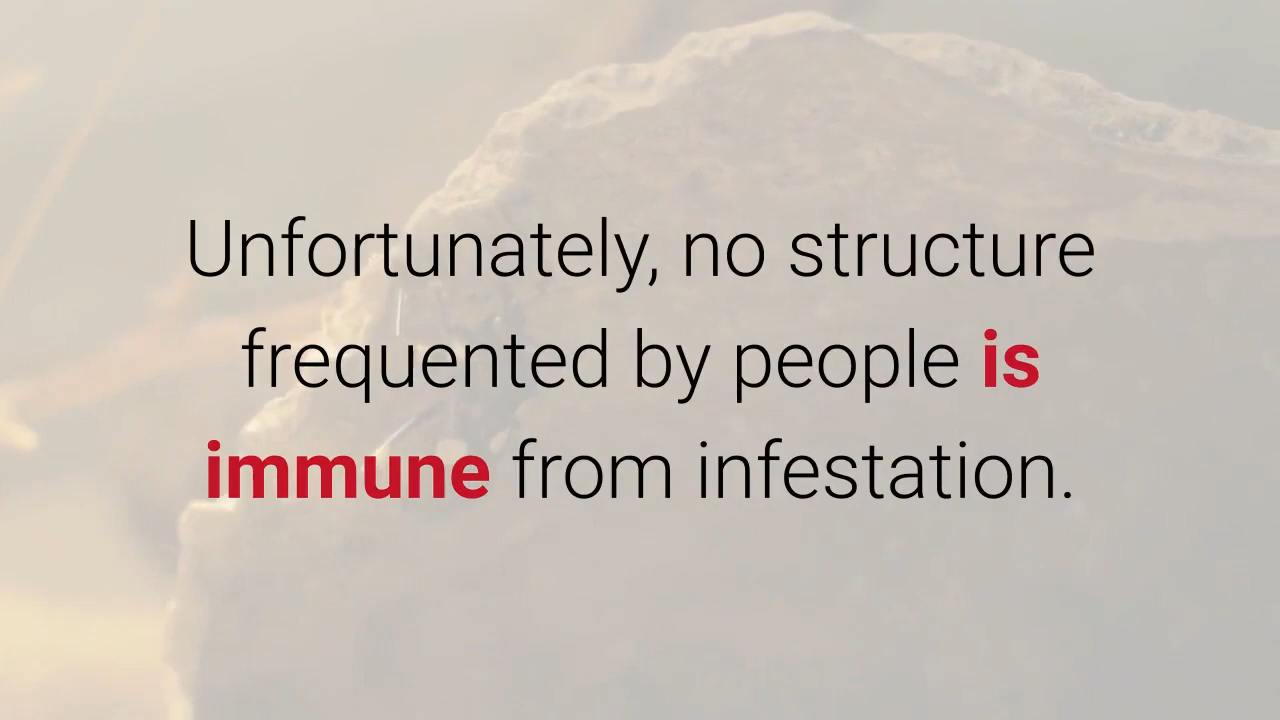 Unfortunately, no structure
frequented by people is
immune from infestation.